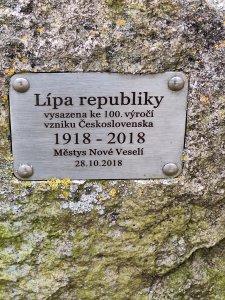 Lípa republiky
vysazena ke 100. výročí
vzniku Československa
1918 - 2018
Městys Nové Veselí
28.10.2018